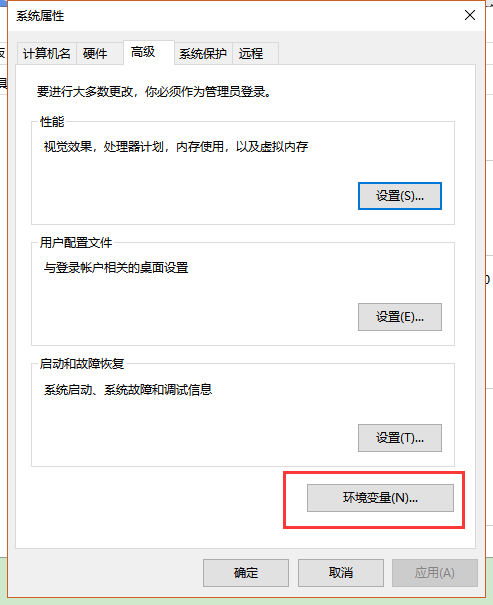 系统属性
计算机名 硬件 高级 系统保护 远程
要进行大多数更改，你必须作为管理员登录。
性能
视觉效果，处理器计划，内存使用，以及虚拟内存
设置(S)...
用户配置文件
与登录帐户相关的桌面设置
设置(E)...
启动和故障恢复
系统启动、系统故障和调试信息
设置(T)...
环境变量(N)...
确定 取消 应用(A)